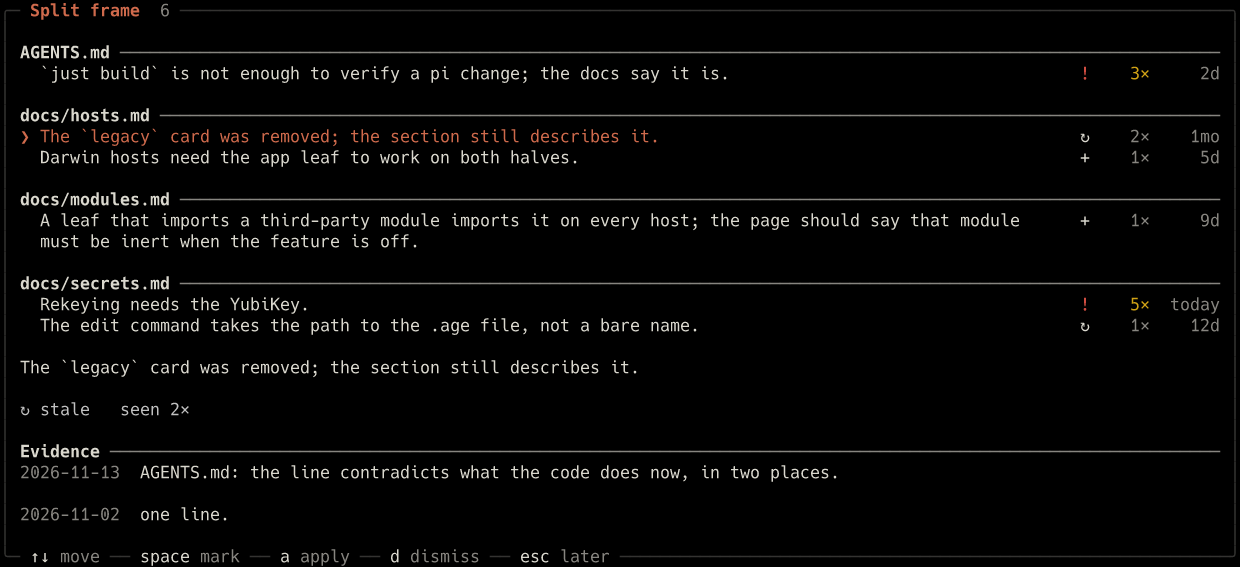 Split frame 6
AGENTS.md
`just build` is not enough to verify a pi change; the docs say it is. ! 3× 2d
docs/hosts.md
❯ The `legacy` card was removed; the section still describes it. ↻ 2× 1mo
Darwin hosts need the app leaf to work on both halves. + 1× 5d
docs/modules.md
A leaf that imports a third-party module imports it on every host; the page should say that module + 1× 9d
must be inert when the feature is off.
docs/secrets.md
Rekeying needs the YubiKey. ! 5× today
The edit command takes the path to the .age file, not a bare name. ↻ 1× 12d
The `legacy` card was removed; the section still describes it.
↻ stale seen 2×
Evidence
2026-11-13 AGENTS.md: the line contradicts what the code does now, in two places.
2026-11-02 one line.
↑↓ move — space mark — a apply — d dismiss — esc later